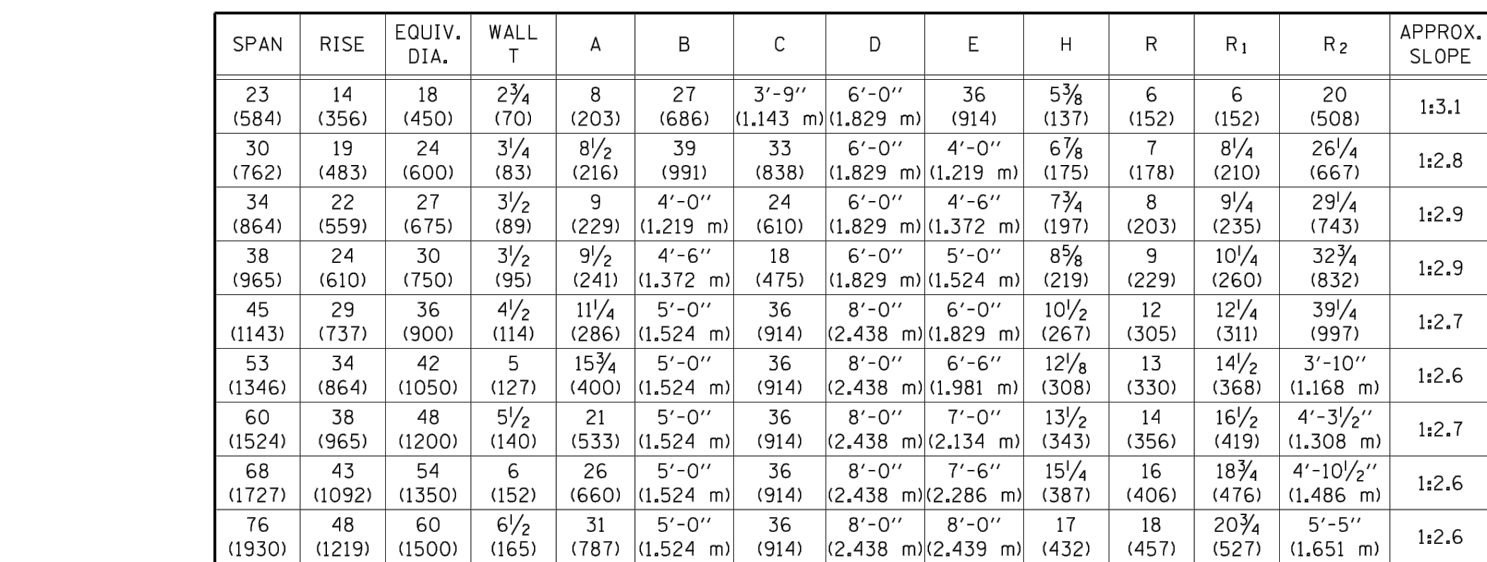 SPAN RISE EQUIV. DIA. WALL T A B C D E H R R1 R2 APPROX. SLOPE
23 14 18 2¾ 8 27 3'-9'' 6'-0'' 36 5⅜ 6 6 20 1:3.1
(584) (356) (450) (70) (203) (686) (1.143 m) (1.829 m) (914) (137) (152) (152) (508)
30 19 24 3¼ 8½ 39 33 6'-0'' 4'-0'' 6⅞ 7 8¼ 26¼ 1:2.8
(762) (483) (600) (83) (216) (991) (838) (1.829 m) (1.219 m) (175) (178) (210) (667)
34 22 27 3½ 9 4'-0'' 24 6'-0'' 4'-6'' 7¾ 8 9¼ 29¼ 1:2.9
(864) (559) (675) (89) (229) (1.219 m) (610) (1.829 m) (1.372 m) (197) (203) (235) (743)
38 24 30 3½ 9½ 4'-6'' 18 6'-0'' 5'-0'' 8⅝ 9 10¼ 32¾ 1:2.9
(965) (610) (750) (95) (241) (1.372 m) (475) (1.829 m) (1.524 m) (219) (229) (260) (832)
45 29 36 4½ 11¼ 5'-0'' 36 8'-0'' 6'-0'' 10½ 12 12¼ 39¼ 1:2.7
(1143) (737) (900) (114) (286) (1.524 m) (914) (2.438 m) (1.829 m) (267) (305) (311) (997)
53 34 42 5 15¾ 5'-0'' 36 8'-0'' 6'-6'' 12⅛ 13 14½ 3'-10'' 1:2.6
(1346) (864) (1050) (127) (400) (1.524 m) (914) (2.438 m) (1.981 m) (308) (330) (368) (1.168 m)
60 38 48 5½ 21 5'-0'' 36 8'-0'' 7'-0'' 13½ 14 16½ 4'-3½'' 1:2.7
(1524) (965) (1200) (140) (533) (1.524 m) (914) (2.438 m) (2.134 m) (343) (356) (419) (1.308 m)
68 43 54 6 26 5'-0'' 36 8'-0'' 7'-6'' 15¼ 16 18¾ 4'-10½'' 1:2.6
(1727) (1092) (1350) (152) (660) (1.524 m) (914) (2.438 m) (2.286 m) (387) (406) (476) (1.486 m)
76 48 60 6½ 31 5'-0'' 36 8'-0'' 8'-0'' 17 18 20¾ 5'-5'' 1:2.6
(1930) (1219) (1500) (165) (787) (1.524 m) (914) (2.438 m) (2.439 m) (432) (457) (527) (1.651 m)